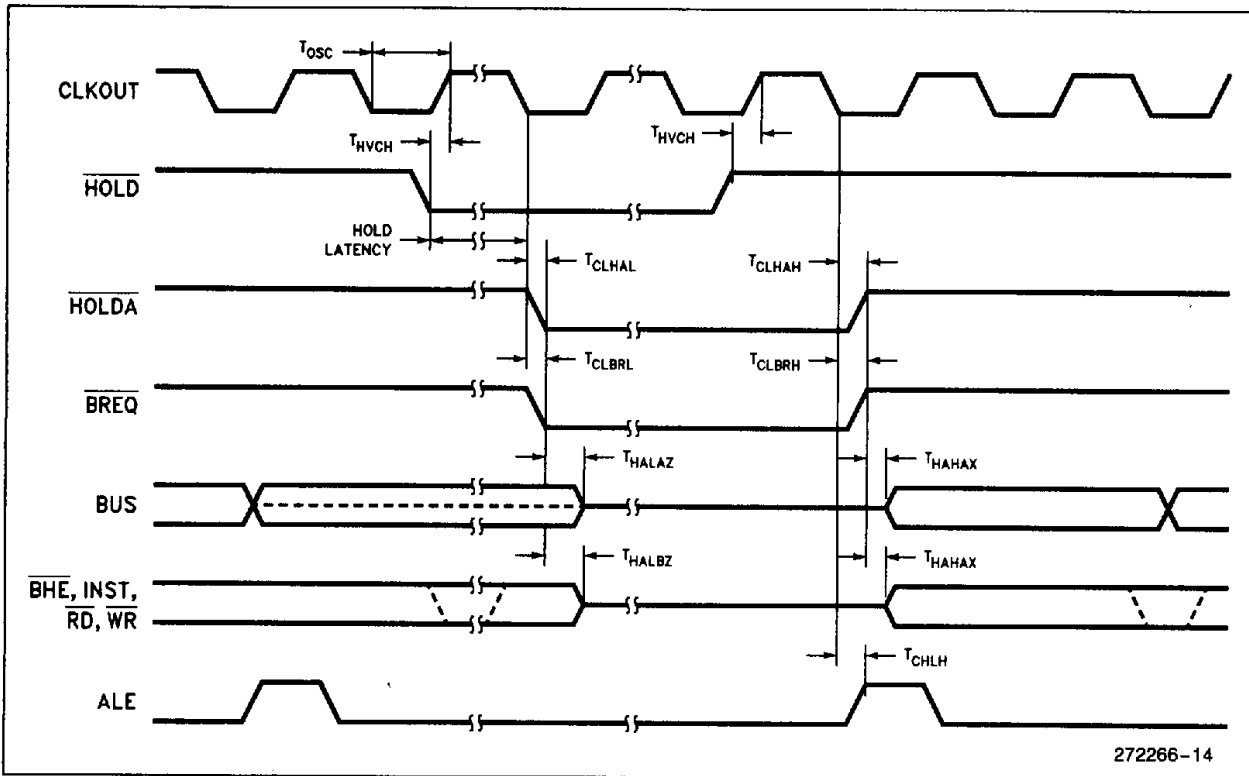 T_OSC
CLKOUT
T_HVCH T_HVCH
HOLD
HOLD
LATENCY
T_CLHAL T_CLHAH
HOLDA
T_CLBRL T_CLBRH
BREQ
T_HALAZ T_HAHAX
BUS
T_HALBZ T_HAHAX
BHE, INST,
RD, WR
T_CHLH
ALE
272266-14